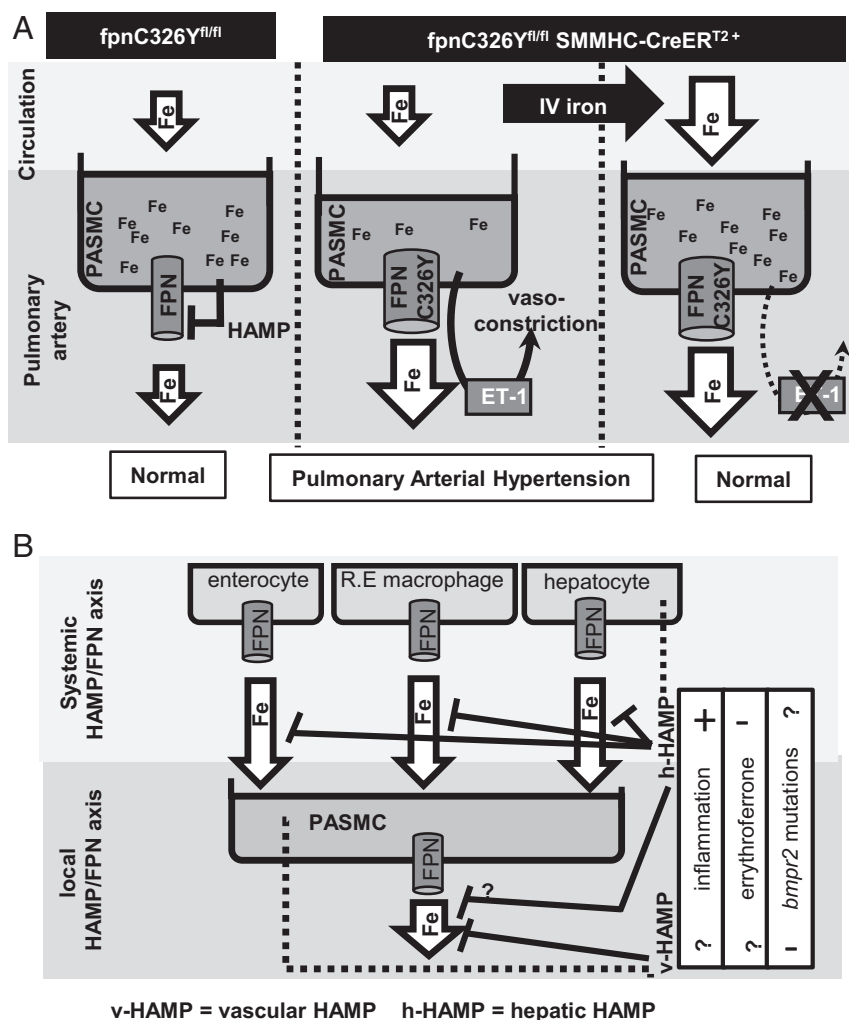 A
fpnC326Y^fl/fl
fpnC326Y^fl/fl SMMHC-CreER^T2 +
Circulation
Fe
Fe
IV iron
Fe
Pulmonary
artery
PASMC
Fe
Fe
Fe
Fe
Fe
Fe
Fe
Fe
Fe
FPN
HAMP
Fe
PASMC
Fe
Fe
Fe
FPN
C326Y
vaso-
constriction
Fe
ET-1
PASMC
Fe
Fe
Fe
Fe
Fe
Fe
Fe
Fe
Fe
FPN
C326Y
Fe
Normal
Pulmonary Arterial Hypertension
Normal
B
Systemic
HAMP/FPN axis
enterocyte
R.E macrophage
hepatocyte
FPN
FPN
FPN
Fe
Fe
Fe
h-HAMP
+
-
?
inflammation
errythroferrone
bmpr2 mutations
?
?
-
local
HAMP/FPN axis
PASMC
FPN
?
Fe
v-HAMP
v-HAMP = vascular HAMP h-HAMP = hepatic HAMP